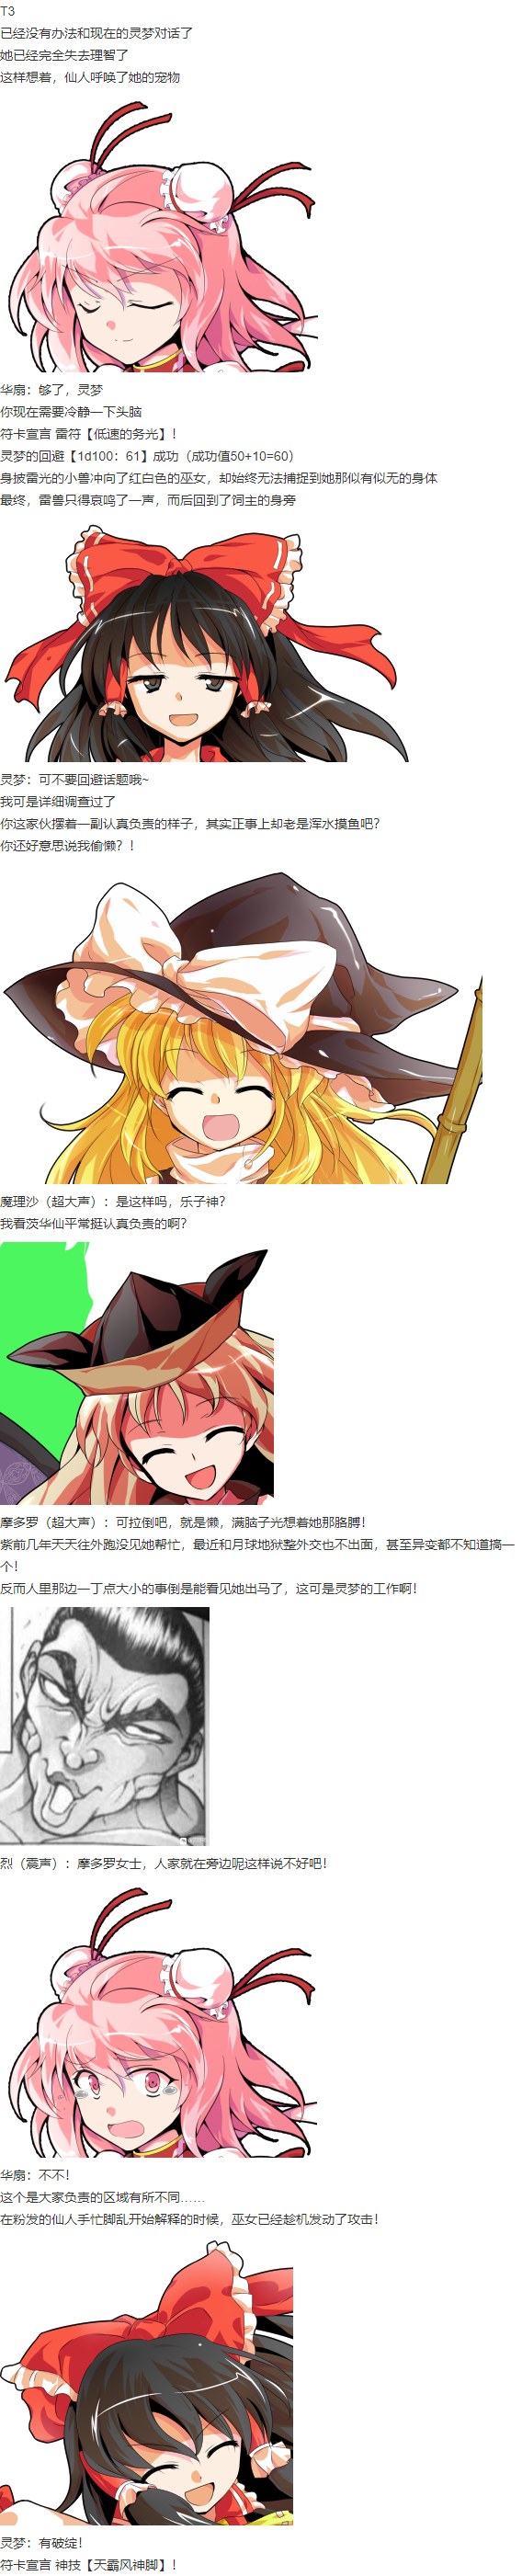 T3
已经没有办法和现在的灵梦对话了
她已经完全失去理智了
这样想着，仙人呼唤了她的宠物
华扇：够了，灵梦
你现在需要冷静一下头脑
符卡宣言 雷符【低速的务光】！
灵梦的回避【1d100：61】成功（成功值50+10=60）
身披雷光的小兽冲向了红白色的巫女，却始终无法捕捉到她那似有似无的身体
最终，雷兽只得哀鸣了一声，而后回到了饲主的身旁
灵梦：可不要回避话题哦~
我可是详细调查过了
你这家伙摆着一副认真负责的样子，其实正事上却老是浑水摸鱼吧？
你还好意思说我偷懒？！
魔理沙（超大声）：是这样吗，乐子神？
我看茨华仙平常挺认真负责的啊？
摩多罗（超大声）：可拉倒吧，就是懒，满脑子光想着她那胳膊！
紫前几年天天往外跑没见她帮忙，最近和月球地狱整外交也不出面，甚至异变都不知道搞一
个！
反而人里那边一丁点大小的事倒是能看见她出马了，这可是灵梦的工作啊！
烈（震声）：摩多罗女士，人家就在旁边呢这样说不好吧！
华扇：不不！
这个是大家负责的区域有所不同……
在粉发的仙人手忙脚乱开始解释的时候，巫女已经趁机发动了攻击！
灵梦：有破绽！
符卡宣言 神技【天霸风神脚】！